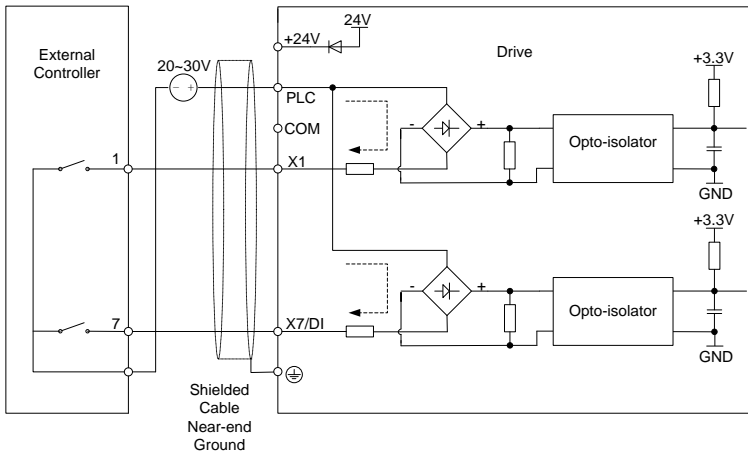 24V
+24V
External
Controller
Drive
20~30V
- +
+3.3V
PLC
COM
- +
Opto-isolator
1
X1
GND
+3.3V
- +
Opto-isolator
7
X7/DI
GND
Shielded
Cable
Near-end
Ground